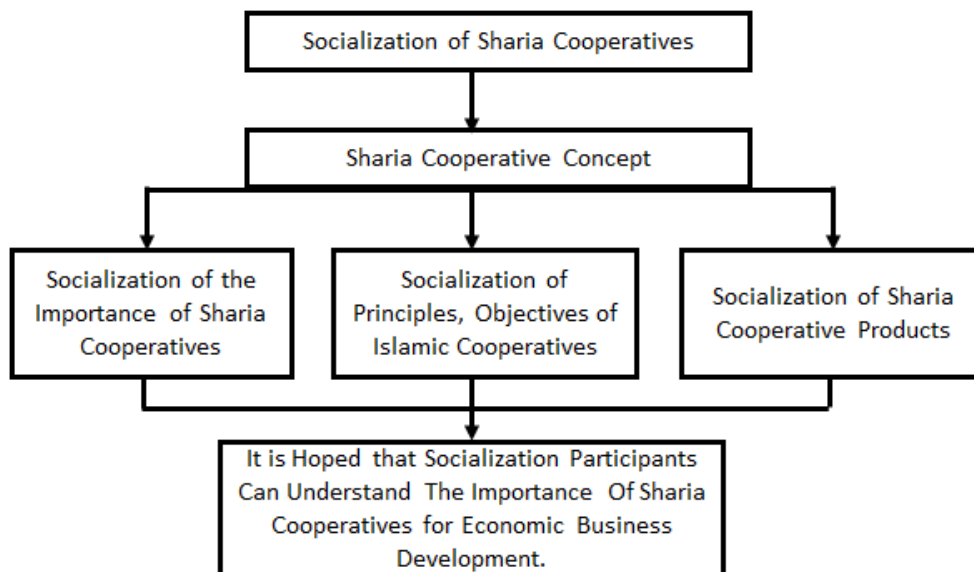 Socialization of Sharia Cooperatives
Sharia Cooperative Concept
Socialization of the
Importance of Sharia
Cooperatives
Socialization of
Principles, Objectives of
Islamic Cooperatives
Socialization of Sharia
Cooperative Products
It is Hoped that Socialization Participants
Can Understand The Importance Of Sharia
Cooperatives for Economic Business
Development.